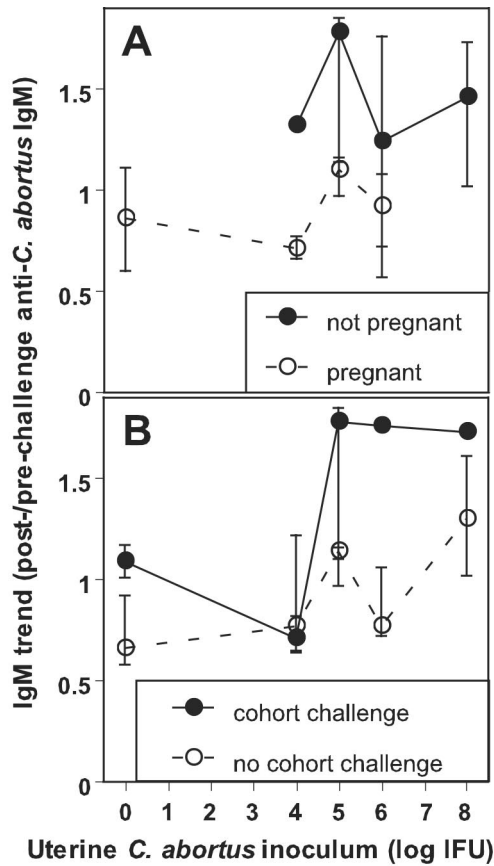 IgM trend (post-/pre-challenge anti-C. abortus IgM)
A
1.5
1
0.5
0
not pregnant
pregnant
B
1.5
1
0.5
0
cohort challenge
no cohort challenge
0 1 2 3 4 5 6 7 8
Uterine C. abortus inoculum (log IFU)